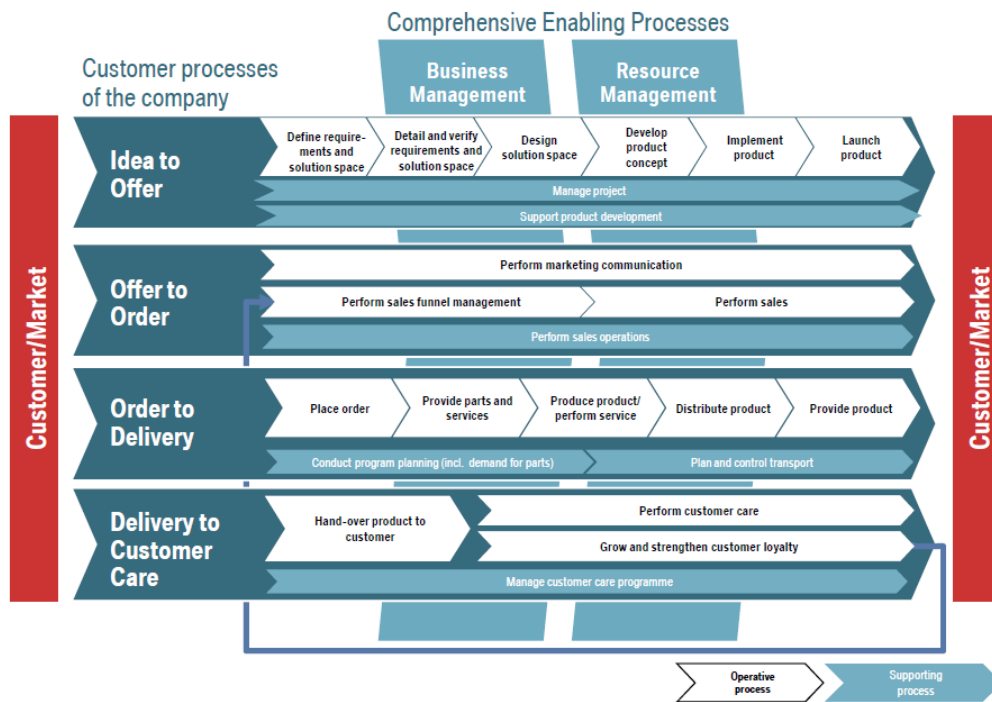 Comprehensive Enabling Processes
Customer processes
of the company
Business
Management
Resource
Management
Customer/Market
Idea to
Offer
Define require-
ments and
solution space
Detail and verify
requirements and
solution space
Design
solution space
Develop
product
concept
Implement
product
Launch
product
Manage project
Support product development
Offer to
Order
Perform marketing communication
Perform sales funnel management
Perform sales
Perform sales operations
Order to
Delivery
Place order
Provide parts and
services
Produce product/
perform service
Distribute product
Provide product
Conduct program planning (incl. demand for parts)
Plan and control transport
Delivery to
Customer
Care
Hand-over product to
customer
Perform customer care
Grow and strengthen customer loyalty
Manage customer care programme
Customer/Market
Operative
process
Supporting
process